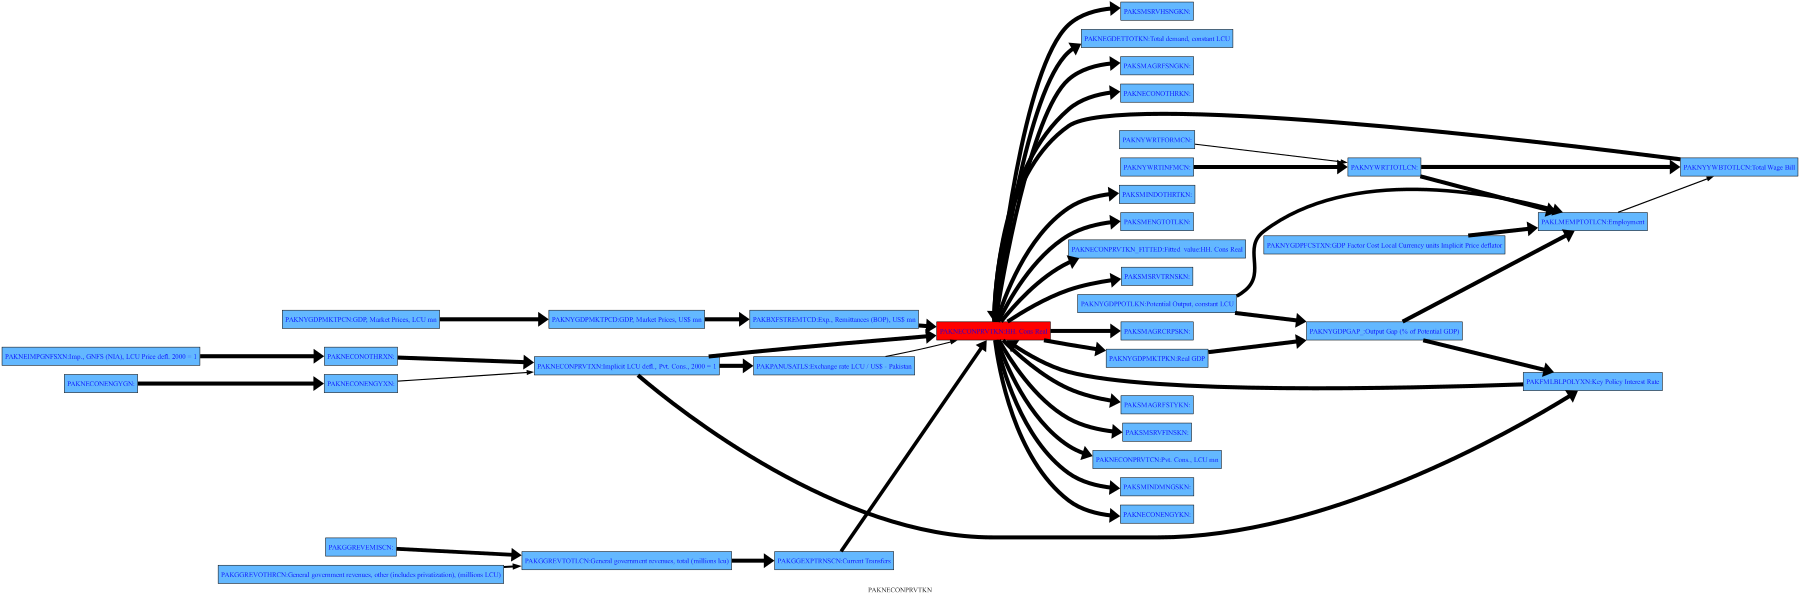 PAKSMSRVHSNGKN:
PAKNEGDETTOTKN:Total demand, constant LCU
PAKSMAGRFSNGKN:
PAKNECONOTHRKN:
PAKNYWRTFORMCN:
PAKNYWRTINFMCN:
PAKNYWRTTOTLCN:
PAKNYYWBTOTLCN:Total Wage Bill
PAKSMINDOTHRTKN:
PAKSMENGTOTLKN:
PAKLMEMPTOTLCN:Employment
PAKNYGDPFCSTXN:GDP Factor Cost Local Currency units Implicit Price deflator
PAKNECONPRVTKN_FITTED:Fitted value:HH. Cons Real
PAKSMSRVTRNSKN:
PAKNYGDPPOTLKN:Potential Output, constant LCU
PAKNYGDPMKTPCN:GDP, Market Prices, LCU mn
PAKNYGDPMKTPCD:GDP, Market Prices, US$ mn
PAKBXFSTREMTCD:Exp., Remittances (BOP), US$ mn
PAKNECONPRVTKN:HH. Cons Real
PAKSMAGRCRPSKN:
PAKNYGDPGAP_:Output Gap (% of Potential GDP)
PAKNEIMPGNFSXN:Imp., GNFS (NIA), LCU Price defl. 2000 = 1
PAKNECONOTHRXN:
PAKNECONPRVTXN:Implicit LCU defl., Pvt. Cons., 2000 = 1
PAKPANUSATLS:Exchange rate LCU / US$ - Pakistan
PAKNYGDPMKTPKN:Real GDP
PAKNECONENGYGN:
PAKNECONENGYXN:
PAKFMLBLPOLYXN:Key Policy Interest Rate
PAKSMAGRFSTYKN:
PAKSMSRVFINSKN:
PAKNECONPRVTCN:Pvt. Cons., LCU mn
PAKSMINDMNGSKN:
PAKNECONENGYKN:
PAKGGREVEMISCN:
PAKGGREVTOTLCN:General government revenues, total (millions lcu)
PAKGGEXPTRNSCN:Current Transfers
PAKGGREVOTHRCN:General government revenues, other (includes privatization), (millions LCU)
PAKNECONPRVTKN